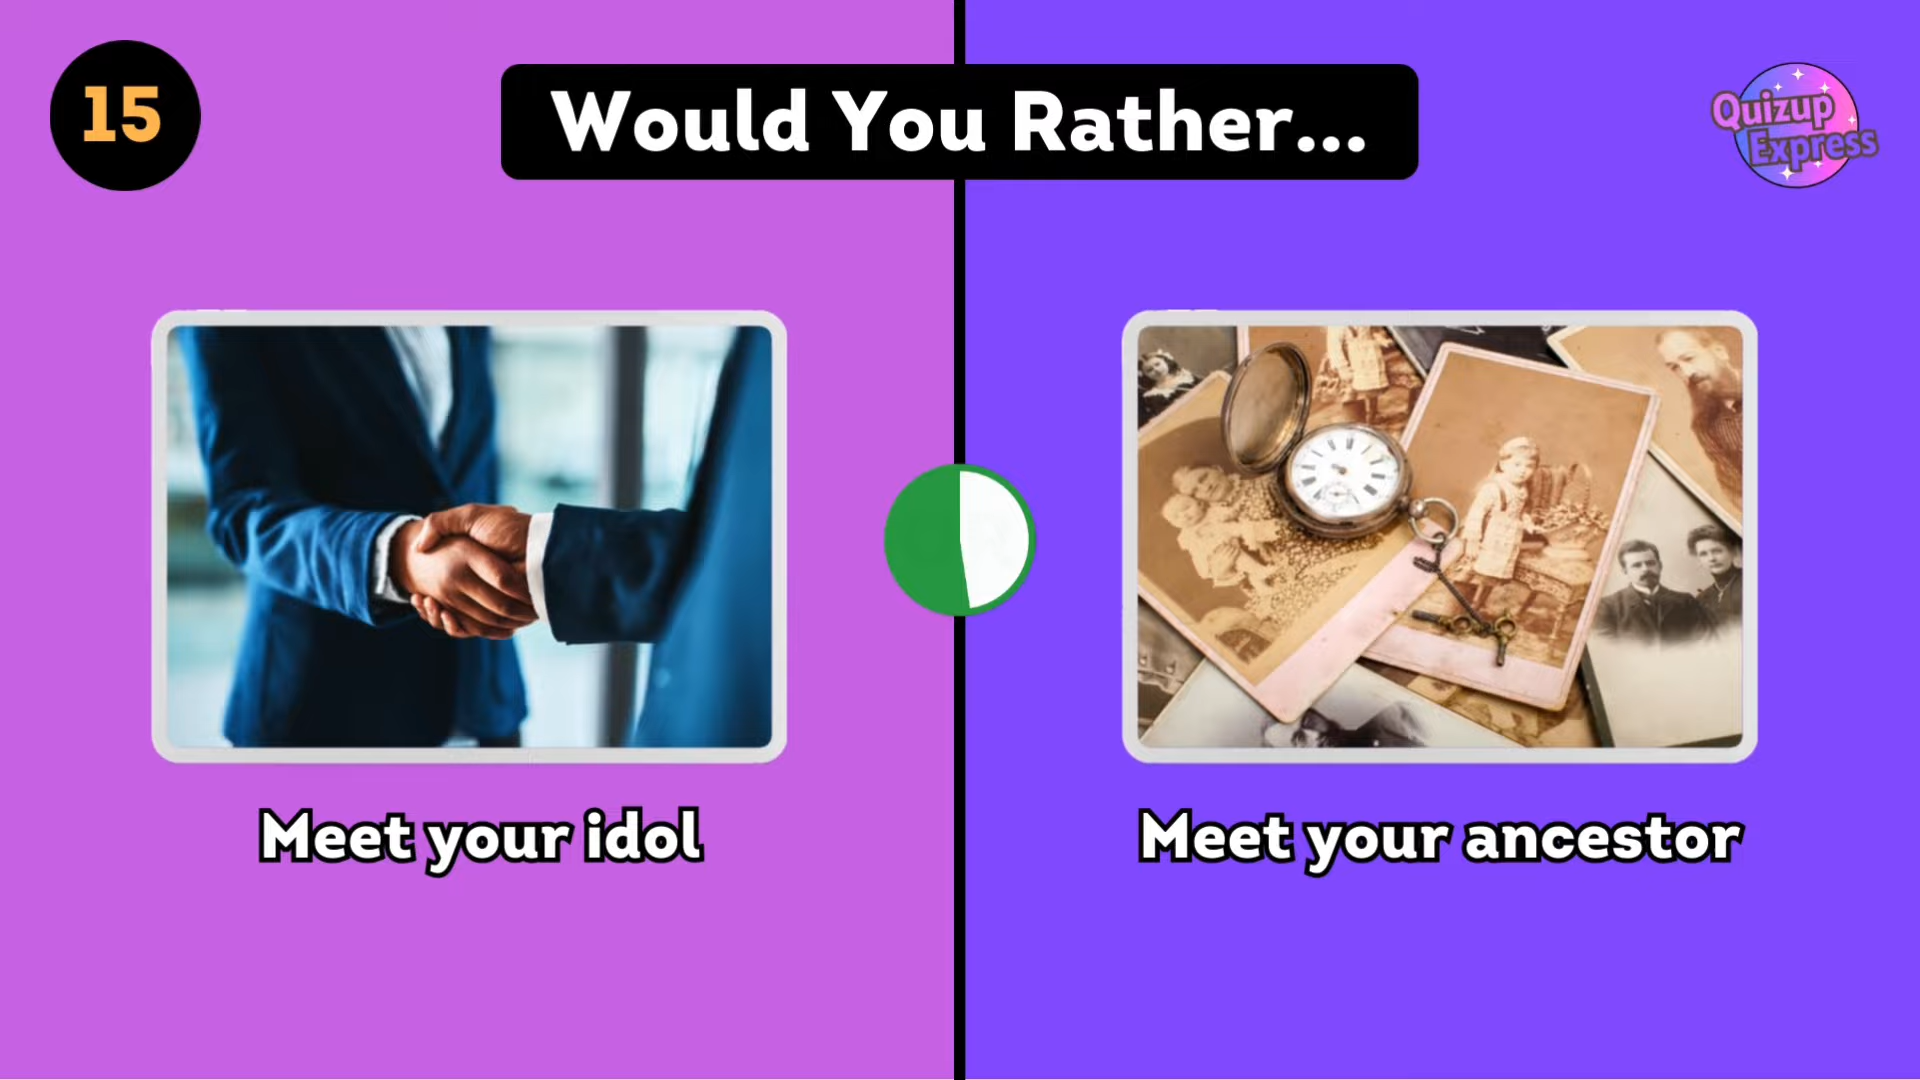 15
Would You Rather...
Quizup
Express
Meet your idol
Meet your ancestor